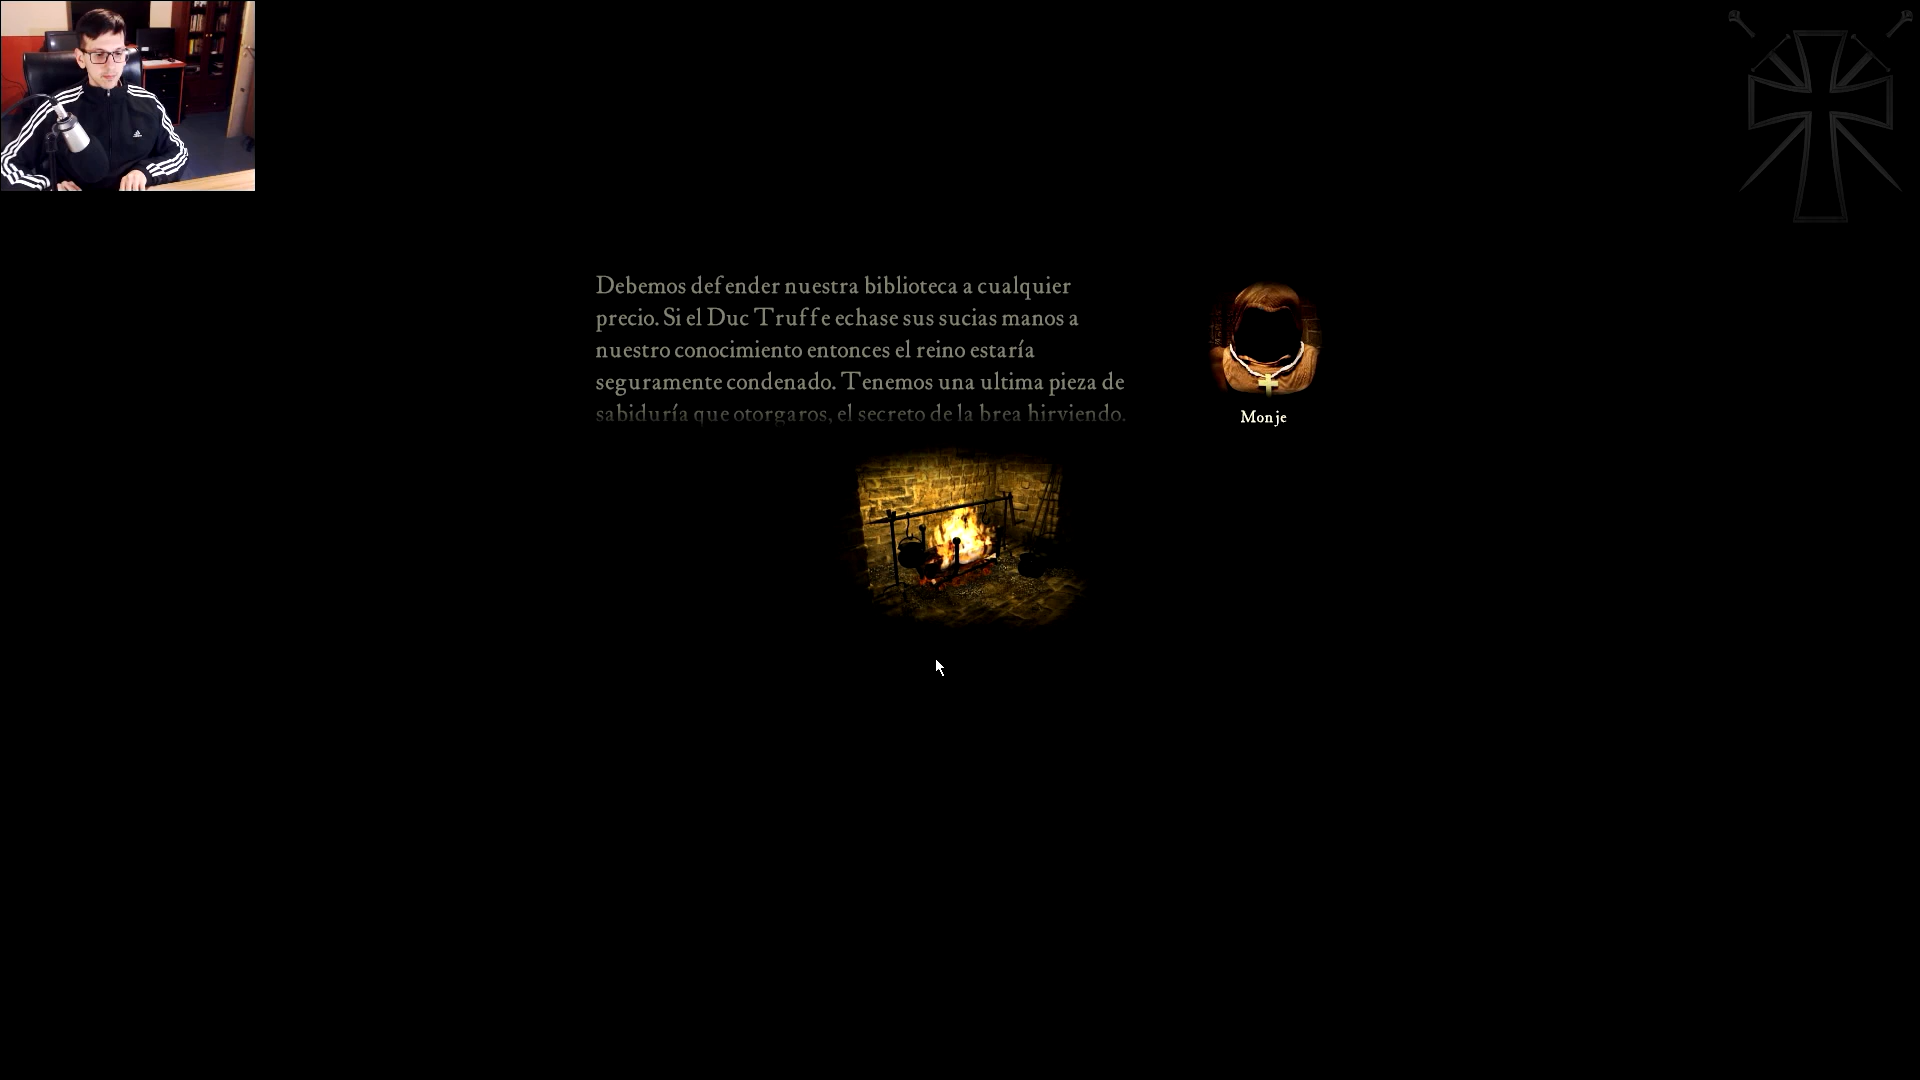 Debemos defender nuestra biblioteca a cualquier
precio. Si el Duc Truffe echase sus sucias manos a
nuestro conocimiento entonces el reino estaría
seguramente condenado. Tenemos una ultima pieza de
sabiduría que otorgaros, el secreto de la brea hirviendo.
Monje